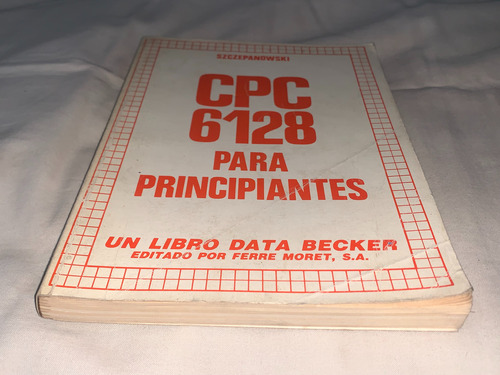 SZCZEPANOWSKI
CPC
6128
PARA
PRINCIPIANTES
UN LIBRO DATA BECKER
EDITADO POR FERRE MORET, S.A.